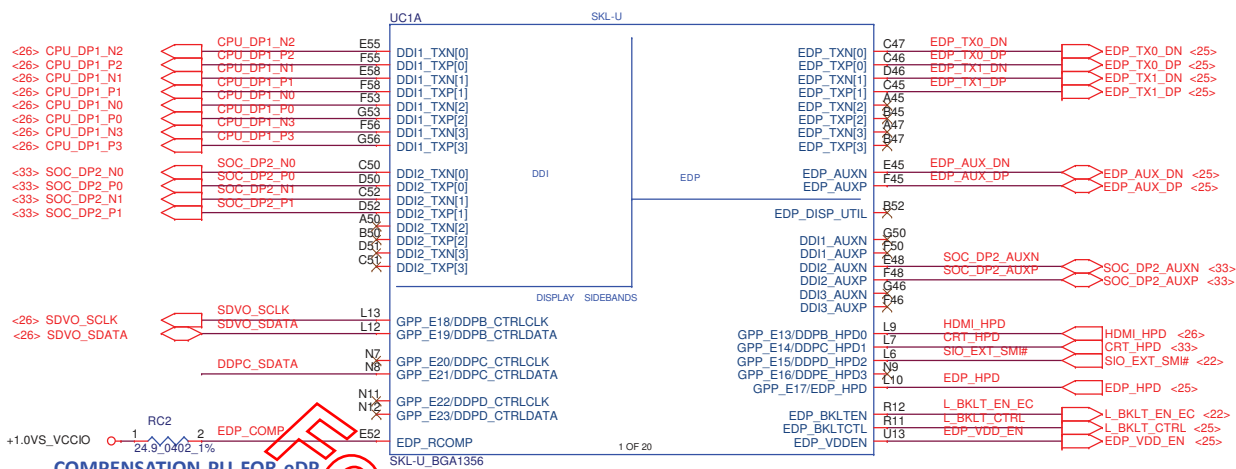 UC1A SKL-U
<26> CPU_DP1_N2 CPU_DP1_N2 E55 DDI1_TXN[0] EDP_TXN[0] C47 EDP_TX0_DN EDP_TX0_DN <25>
<26> CPU_DP1_P2 CPU_DP1_P2 F55 DDI1_TXP[0] EDP_TXP[0] C46 EDP_TX0_DP EDP_TX0_DP <25>
<26> CPU_DP1_N1 CPU_DP1_N1 E58 DDI1_TXN[1] EDP_TXN[1] D46 EDP_TX1_DN EDP_TX1_DN <25>
<26> CPU_DP1_P1 CPU_DP1_P1 F58 DDI1_TXP[1] EDP_TXP[1] C45 EDP_TX1_DP EDP_TX1_DP <25>
<26> CPU_DP1_N0 CPU_DP1_N0 F53 DDI1_TXN[2] EDP_TXN[2] A45
<26> CPU_DP1_P0 CPU_DP1_P0 G53 DDI1_TXP[2] EDP_TXP[2] B45
<26> CPU_DP1_N3 CPU_DP1_N3 F56 DDI1_TXN[3] EDP_TXN[3] A47
<26> CPU_DP1_P3 CPU_DP1_P3 G56 DDI1_TXP[3] EDP_TXP[3] B47
<33> SOC_DP2_N0 SOC_DP2_N0 C50 DDI2_TXN[0] DDI EDP EDP_AUXN E45 EDP_AUX_DN EDP_AUX_DN <25>
<33> SOC_DP2_P0 SOC_DP2_P0 D50 DDI2_TXP[0] EDP_AUXP F45 EDP_AUX_DP EDP_AUX_DP <25>
<33> SOC_DP2_N1 SOC_DP2_N1 C52 DDI2_TXN[1]
<33> SOC_DP2_P1 SOC_DP2_P1 D52 DDI2_TXP[1] EDP_DISP_UTIL B52
A50 DDI2_TXN[2]
B50 DDI2_TXP[2] DDI1_AUXN G50
D51 DDI2_TXN[3] DDI1_AUXP F50
C51 DDI2_TXP[3] DDI2_AUXN E48 SOC_DP2_AUXN SOC_DP2_AUXN <33>
DDI2_AUXP F48 SOC_DP2_AUXP SOC_DP2_AUXP <33>
DISPLAY SIDEBANDS DDI3_AUXN G46
DDI3_AUXP F46
<26> SDVO_SCLK SDVO_SCLK L13 GPP_E18/DDPB_CTRLCLK
<26> SDVO_SDATA SDVO_SDATA L12 GPP_E19/DDPB_CTRLDATA GPP_E13/DDPB_HPD0 L9 HDMI_HPD HDMI_HPD <26>
GPP_E14/DDPC_HPD1 L7 CRT_HPD CRT_HPD <33>
N7 GPP_E20/DDPC_CTRLCLK GPP_E15/DDPD_HPD2 L6 SIO_EXT_SMI# SIO_EXT_SMI# <22>
DDPC_SDATA N8 GPP_E21/DDPC_CTRLDATA GPP_E16/DDPE_HPD3 N9
GPP_E17/EDP_HPD L10 EDP_HPD EDP_HPD <25>
N11 GPP_E22/DDPD_CTRLCLK
N12 GPP_E23/DDPD_CTRLDATA EDP_BKLTEN R12 L_BKLT_EN_EC L_BKLT_EN_EC <22>
EDP_BKLTCTL R11 L_BKLT_CTRL L_BKLT_CTRL <25>
+1.0VS_VCCIO 1 RC2 2 EDP_COMP E52 EDP_RCOMP 1 OF 20 EDP_VDDEN U13 EDP_VDD_EN EDP_VDD_EN <25>
24.9_0402_1%
SKL-U_BGA1356
COMPENSATION PU FOR eDP